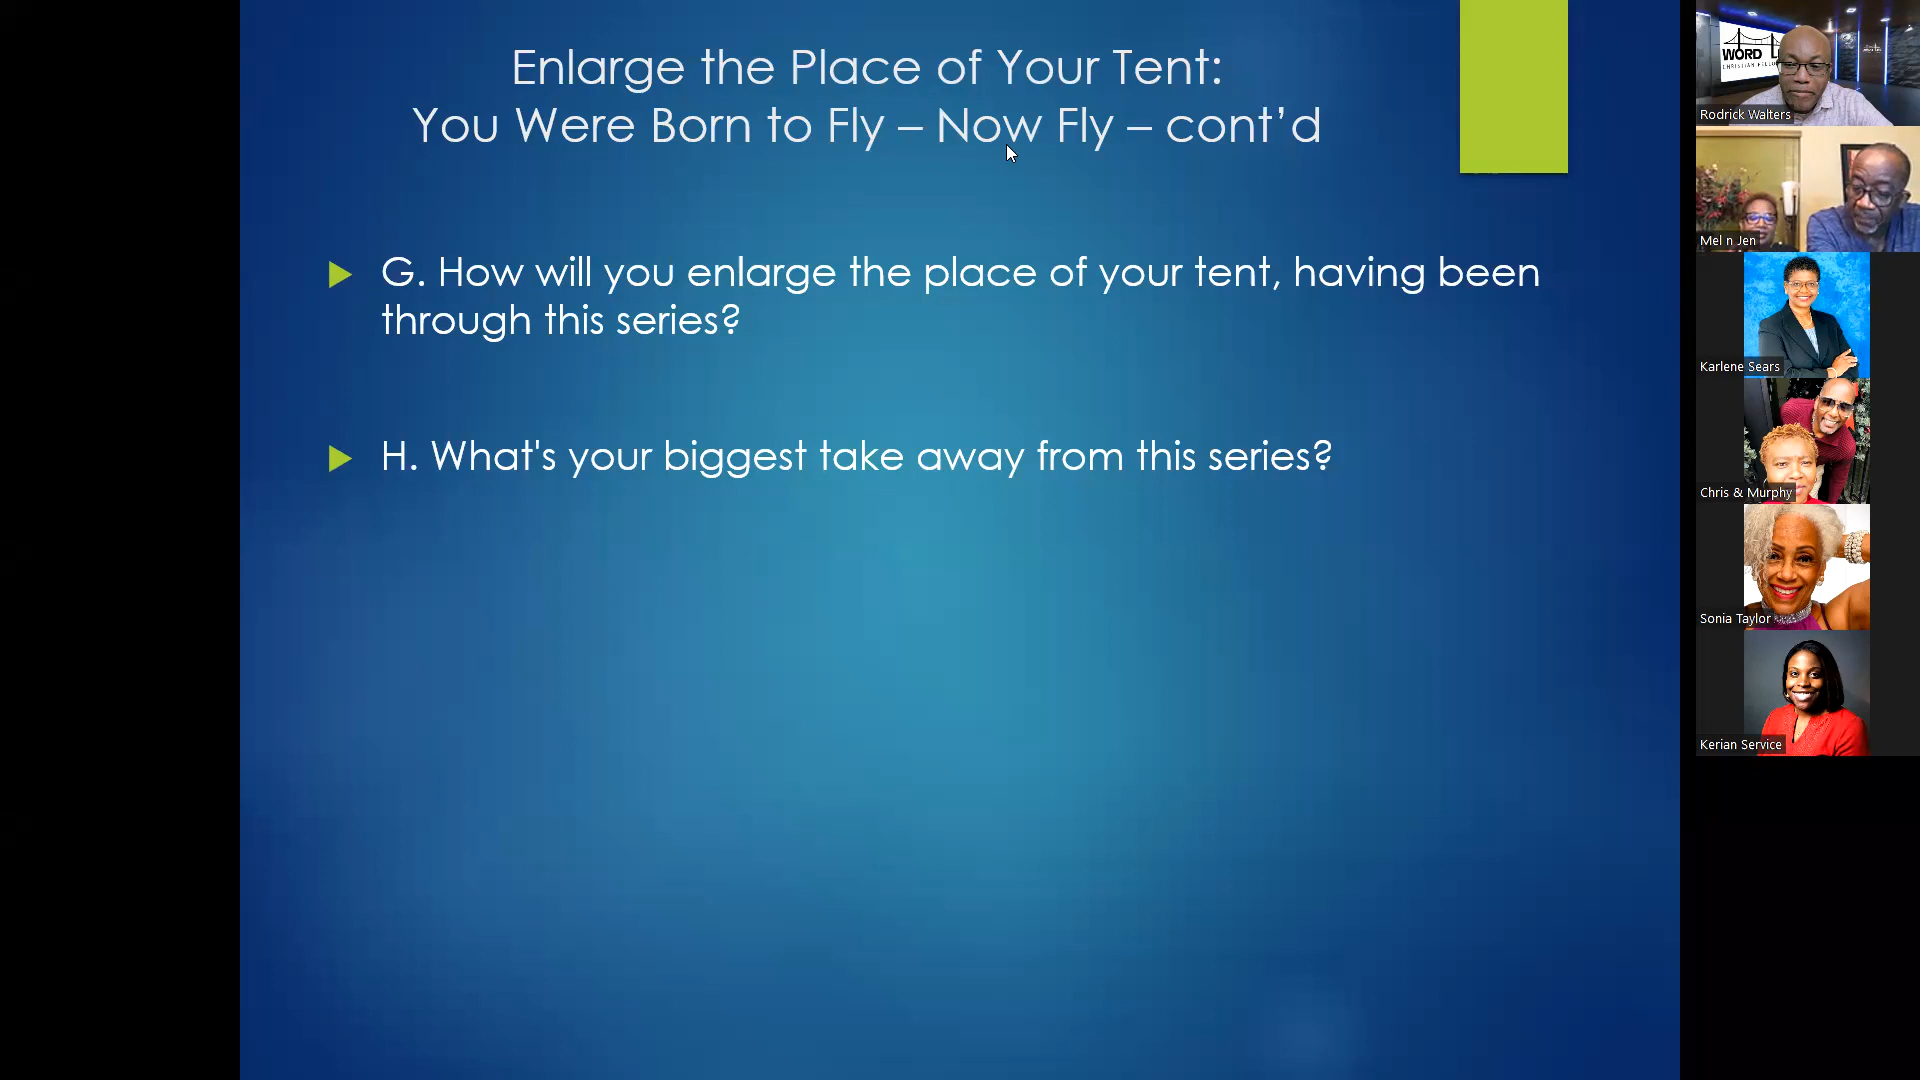 Enlarge the Place of Your Tent:
You Were Born to Fly – Now Fly – cont’d
G. How will you enlarge the place of your tent, having been
through this series?
H. What's your biggest take away from this series?
WORD L
Rodrick Walters
Mel n Jen
Karlene Sears
Chris & Murphy
Sonia Taylor
Kerian Service